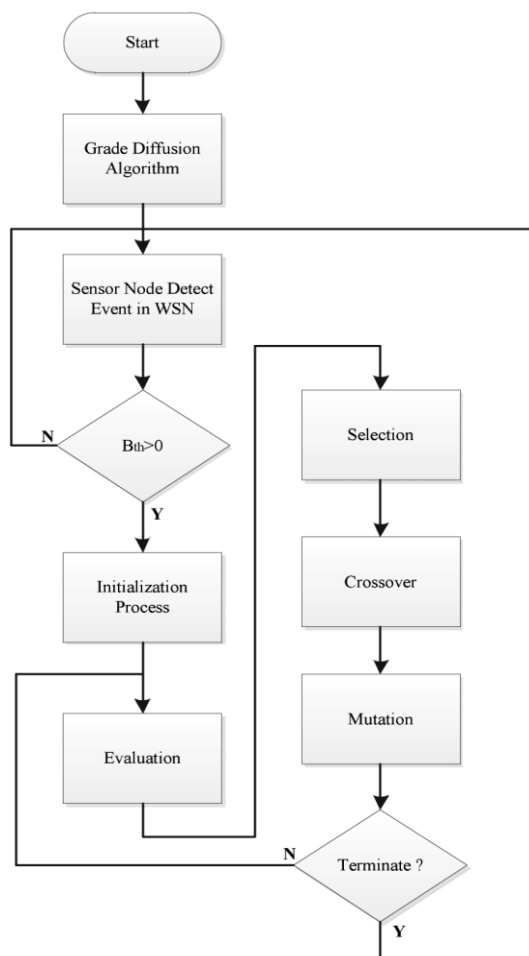 Start
Grade Diffusion
Algorithm
Sensor Node Detect
Event in WSN
N
Bth>0
Y
Initialization
Process
Evaluation
Selection
Crossover
Mutation
N
Terminate ?
Y